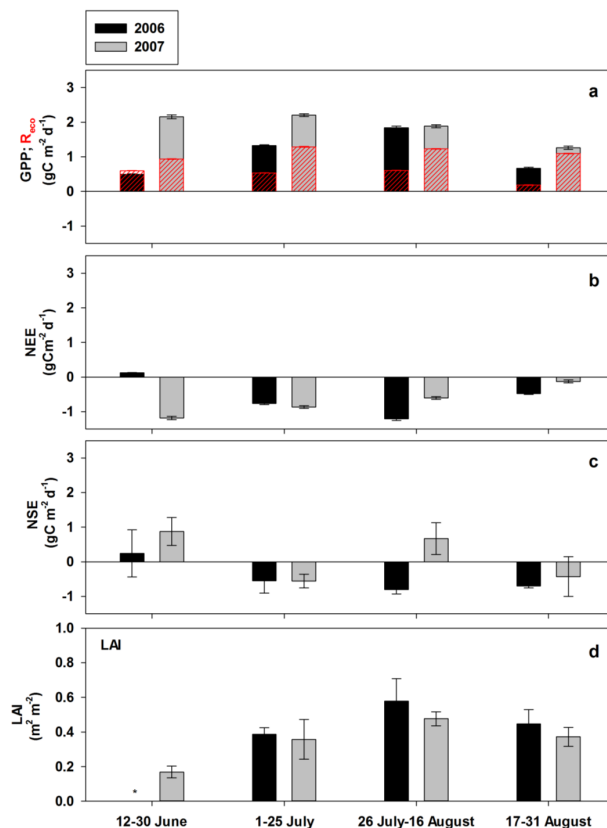 2006
2007
a
GPP; Reco
(gC m-2 d-1)
3
2
1
0
-1
b
NEE
(gCm-2 d-1)
3
2
1
0
-1
c
NSE
(gC m-2 d-1)
3
2
1
0
-1
LAI
d
LAI
(m2 m-2)
1.0
0.8
0.6
0.4
0.2
0.0
*
12-30 June 1-25 July 26 July-16 August 17-31 August